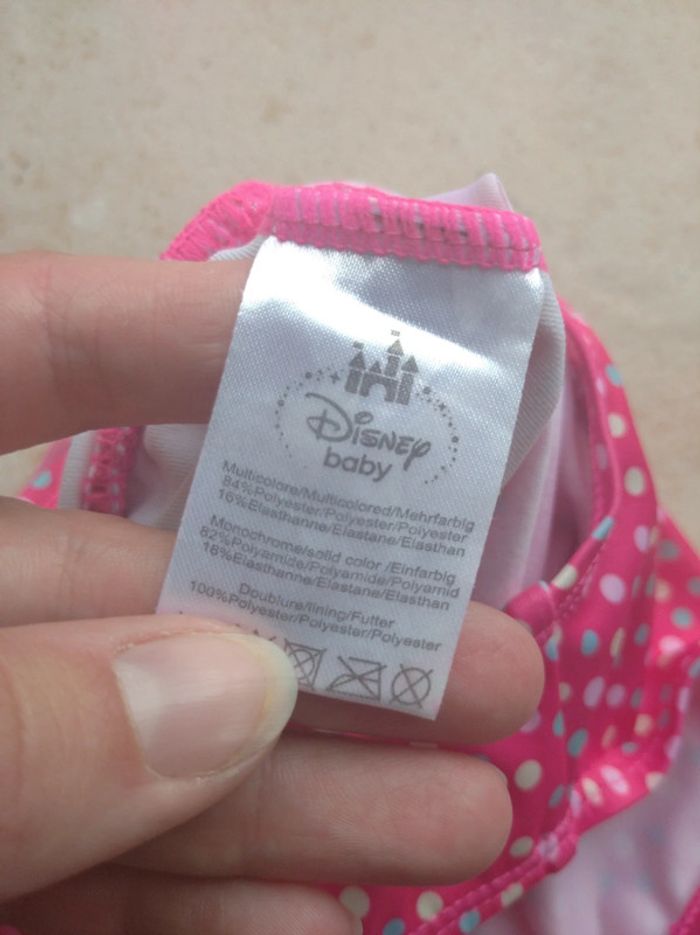 Disney
baby
Multicolore/Multicolored/Mehrfarbig
84%Polyester/Polyester/Polyester
16%Elasthanne/Elastane/Elasthan
Monochrome/solid color /Einfarbig
82%Polyamide/Polyamide/Polyamid
18%Elasthanne/Elastane/Elasthan
Doublure/lining/Futter
100%Polyester/Polyester/Polyester